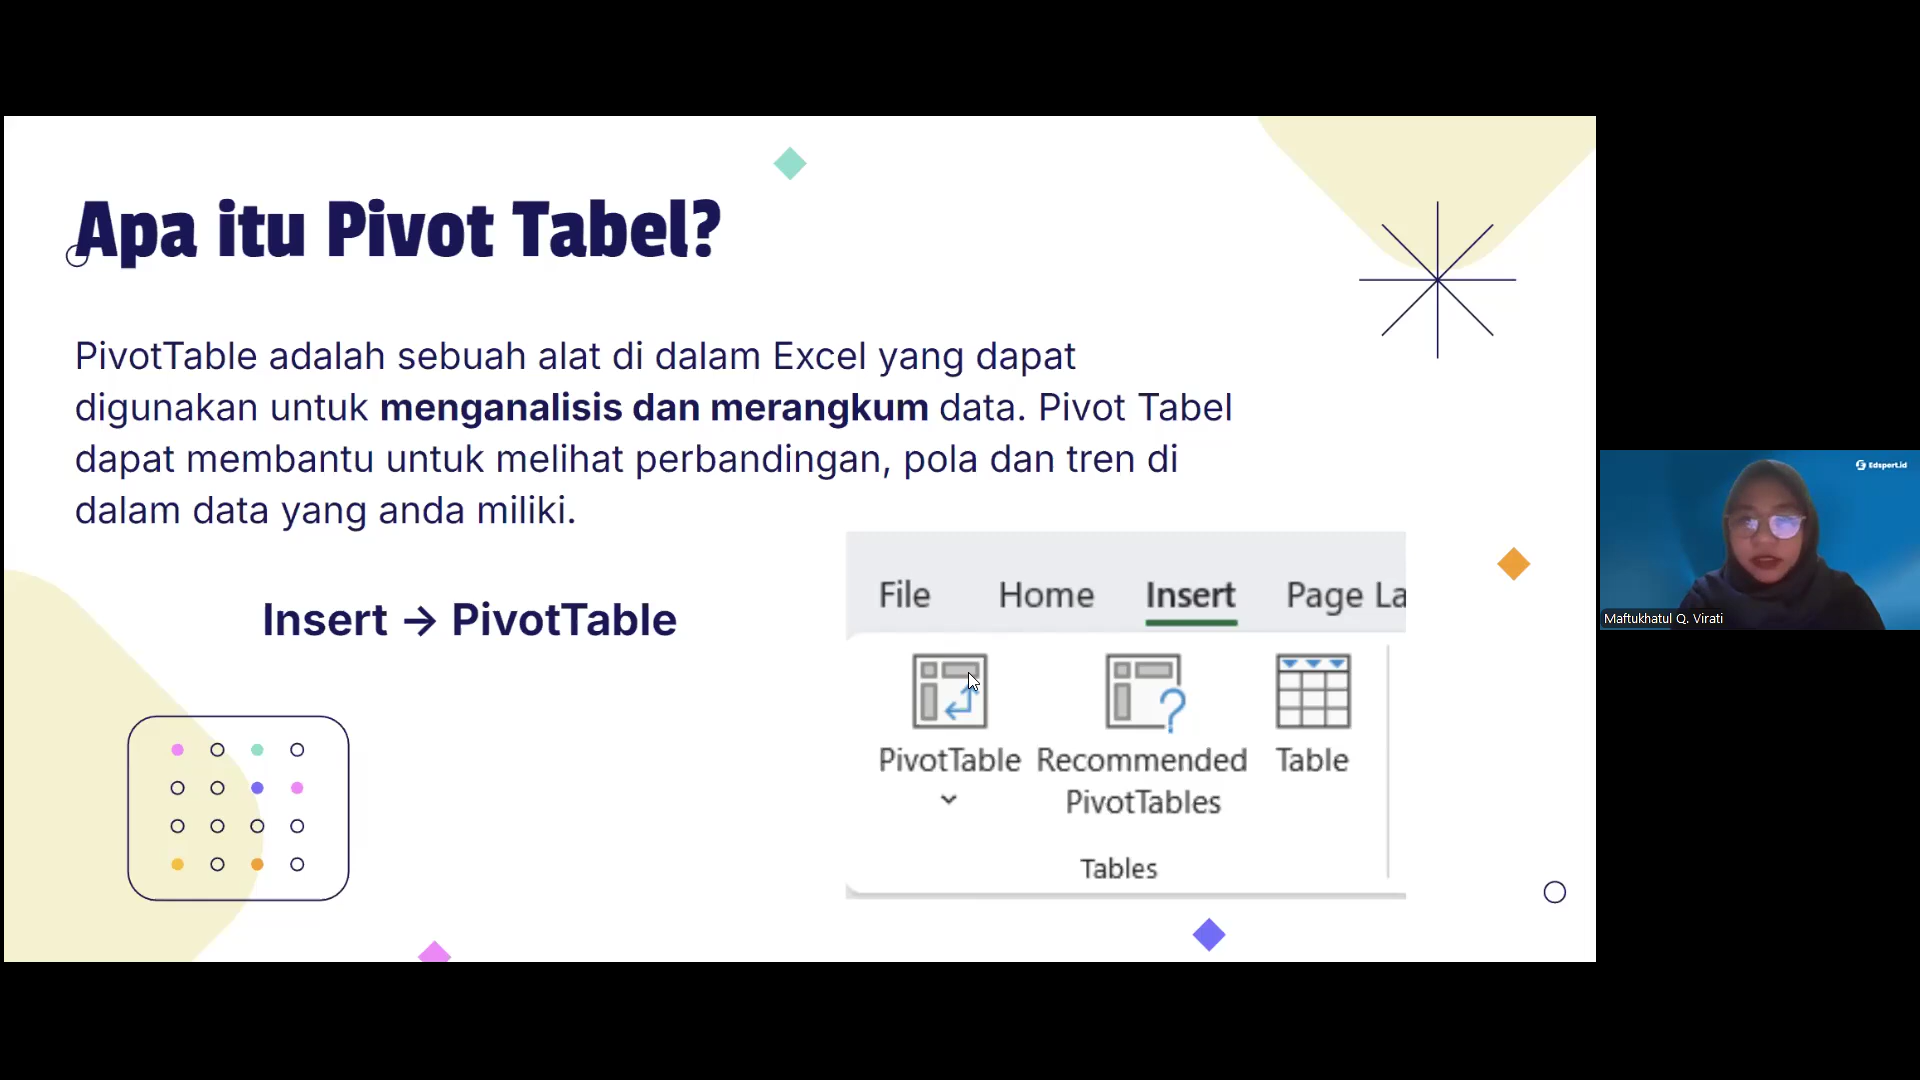 Apa itu Pivot Tabel?
PivotTable adalah sebuah alat di dalam Excel yang dapat
digunakan untuk menganalisis dan merangkum data. Pivot Tabel
dapat membantu untuk melihat perbandingan, pola dan tren di
dalam data yang anda miliki.
Insert → PivotTable
File Home Insert Page La
PivotTable Recommended Table
PivotTables
Tables
Edspert.id
Maftukhatul Q. Virati